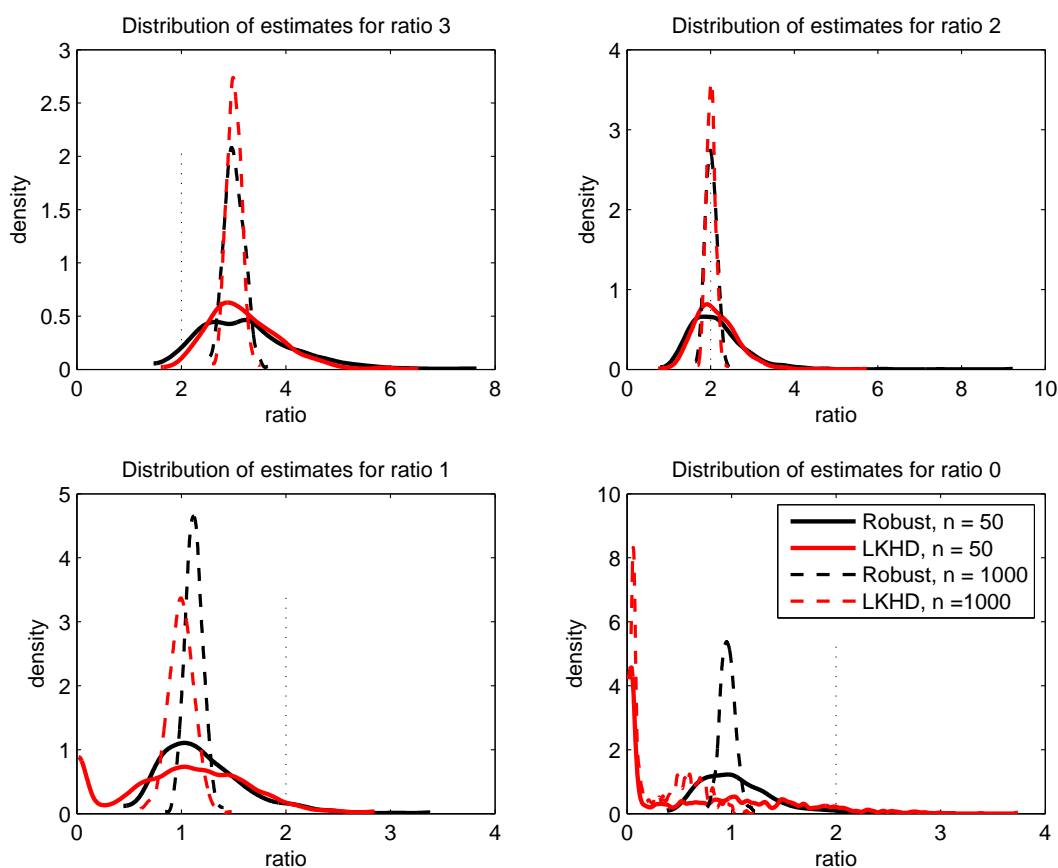 Distribution of estimates for ratio 3
3
2.5
2
1.5
1
0.5
0
density
0 2 4 6 8
ratio
Distribution of estimates for ratio 2
4
3
2
1
0
density
0 2 4 6 8 10
ratio
Distribution of estimates for ratio 1
5
4
3
2
1
0
density
0 1 2 3 4
ratio
Distribution of estimates for ratio 0
10
8
6
4
2
0
density
0 1 2 3 4
ratio
Robust, n = 50
LKHD, n = 50
Robust, n = 1000
LKHD, n =1000